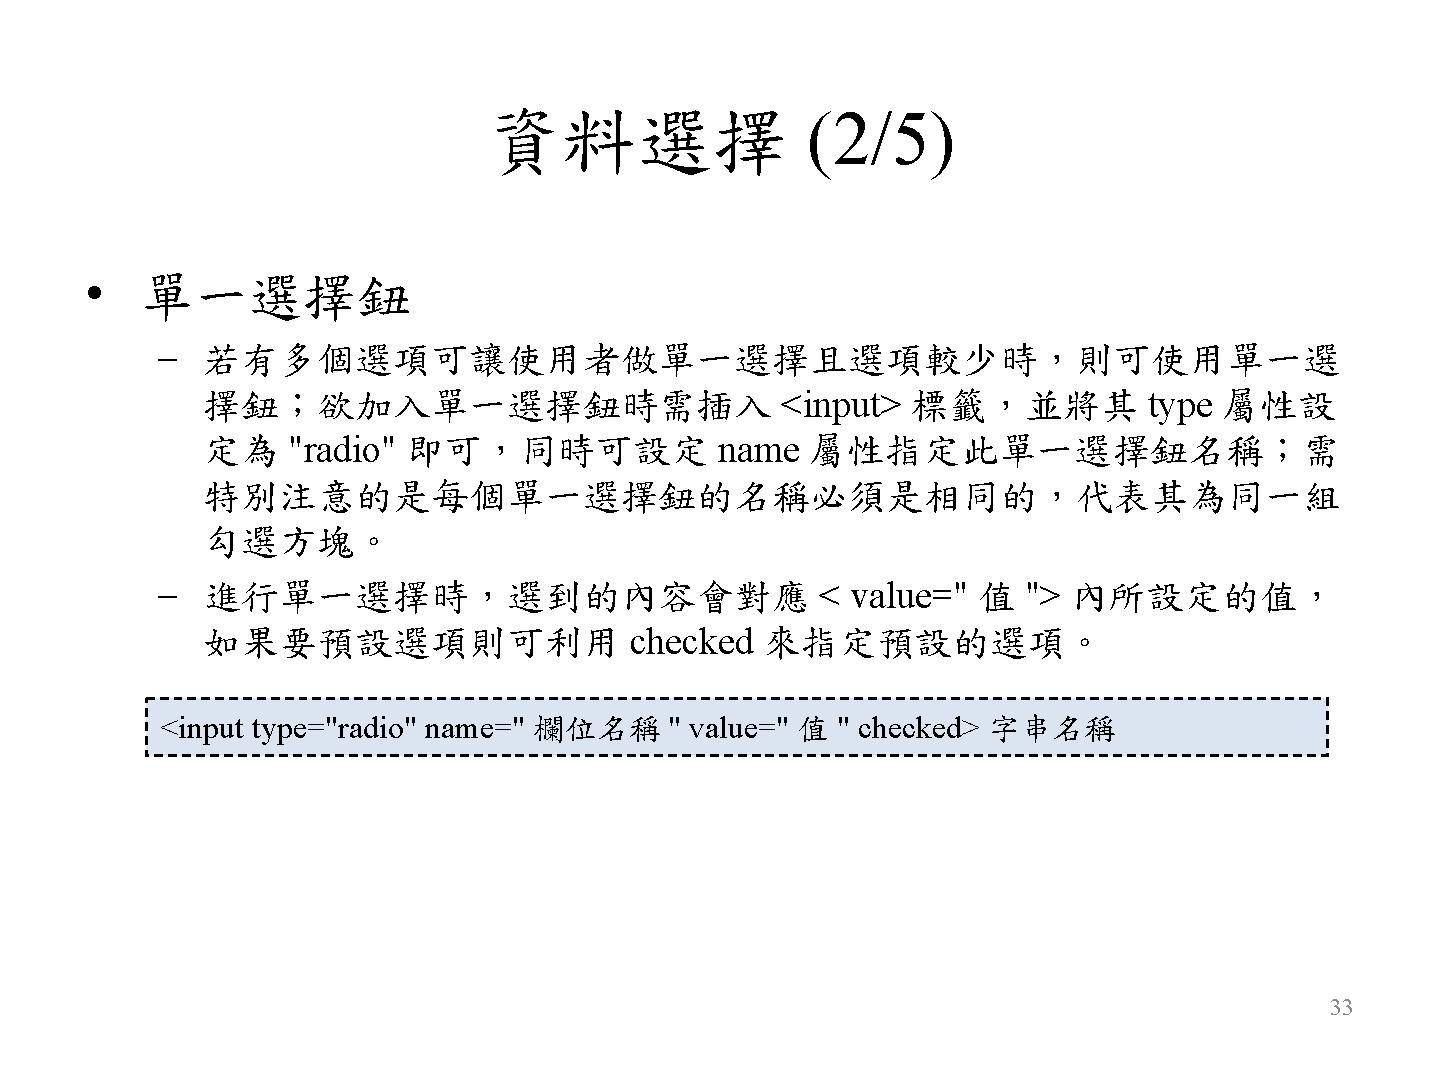 資料選擇 (2/5)
• 單一選擇鈕
– 若有多個選項可讓使用者做單一選擇且選項較少時，則可使用單一選
擇鈕；欲加入單一選擇鈕時需插入 <input> 標籤，並將其 type 屬性設
定為 "radio" 即可，同時可設定 name 屬性指定此單一選擇鈕名稱；需
特別注意的是每個單一選擇鈕的名稱必須是相同的，代表其為同一組
勾選方塊。
– 進行單一選擇時，選到的內容會對應 < value=" 值 "> 內所設定的值，
如果要預設選項則可利用 checked 來指定預設的選項。
<input type="radio" name=" 欄位名稱 " value=" 值 " checked> 字串名稱
33